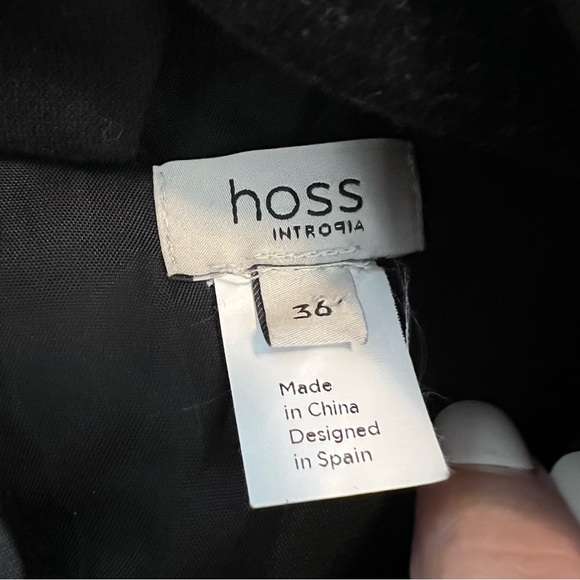 hoss
INTROPIA
36
Made
in China
Designed
in Spain